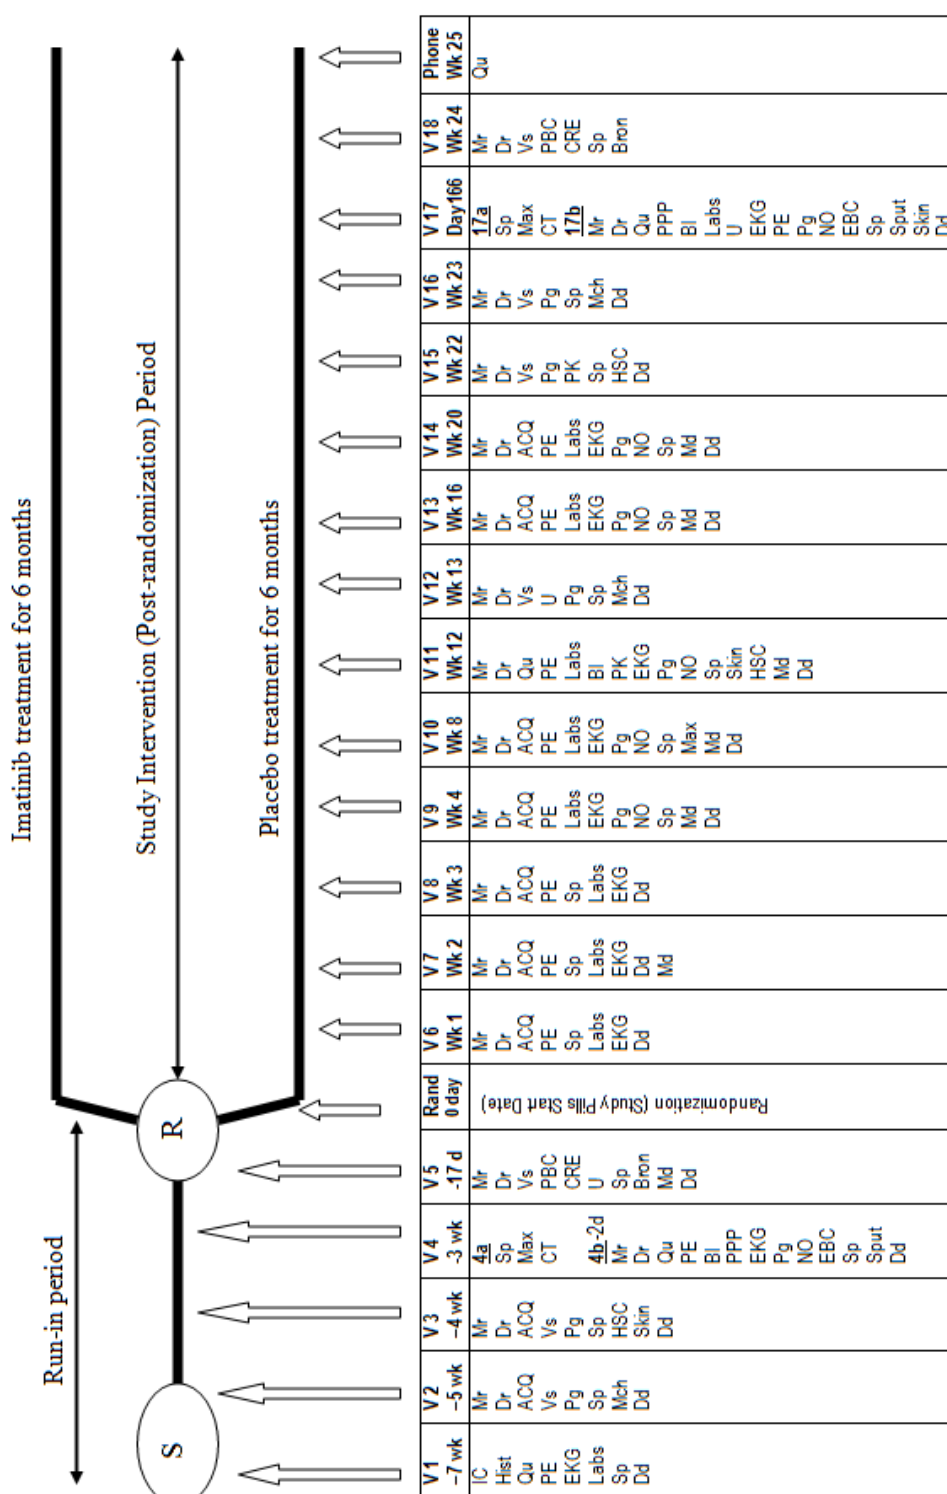 Imatinib treatment for 6 months
Run-in period
Study Intervention (Post-randomization) Period
S
R
Placebo treatment for 6 months
V1
–7 wk
IC
Hist
Qu
PE
EKG
Labs
Sp
Dd
V2
–5 wk
Mr
Dr
ACQ
Vs
Pg
Sp
Mch
Dd
V3
–4 wk
Mr
Dr
ACQ
Vs
Pg
Sp
HSC
Skin
Dd
V4
-3 wk
4a
Sp
Max
CT
4b -2d
Mr
Dr
Qu
PE
Bl
PPP
EKG
Pg
NO
EBC
Sp
Sput
Dd
V5
-17 d
Mr
Dr
Vs
PBC
CRE
U
Sp
Bron
Md
Dd
Rand
0 day
Randomization (Study Pills Start Date)
V6
Wk 1
Mr
Dr
ACQ
PE
Sp
Labs
EKG
Dd
V7
Wk 2
Mr
Dr
ACQ
PE
Sp
Labs
EKG
Dd
Md
V8
Wk 3
Mr
Dr
ACQ
PE
Sp
Labs
EKG
Dd
V9
Wk 4
Mr
Dr
ACQ
PE
Labs
EKG
Pg
NO
Sp
Md
Dd
V10
Wk 8
Mr
Dr
ACQ
PE
Labs
EKG
Pg
NO
Sp
Max
Md
Dd
V11
Wk 12
Mr
Dr
Qu
PE
Labs
Bl
PK
EKG
Pg
NO
Sp
Skin
HSC
Md
Dd
V12
Wk 13
Mr
Dr
Vs
U
Pg
Sp
Mch
Dd
V13
Wk 16
Mr
Dr
ACQ
PE
Labs
EKG
Pg
NO
Sp
Md
Dd
V14
Wk 20
Mr
Dr
ACQ
PE
Labs
EKG
Pg
NO
Sp
Md
Dd
V15
Wk 22
Mr
Dr
Vs
Pg
PK
Sp
HSC
Dd
V16
Wk 23
Mr
Dr
Vs
Pg
Sp
Mch
Dd
V17
Day166
17a
Sp
Max
CT
17b
Mr
Dr
Qu
PPP
Bl
Labs
U
EKG
PE
Pg
NO
EBC
Sp
Sput
Skin
Dd
V18
Wk 24
Mr
Dr
Vs
PBC
CRE
Sp
Bron
Phone
Wk 25
Qu